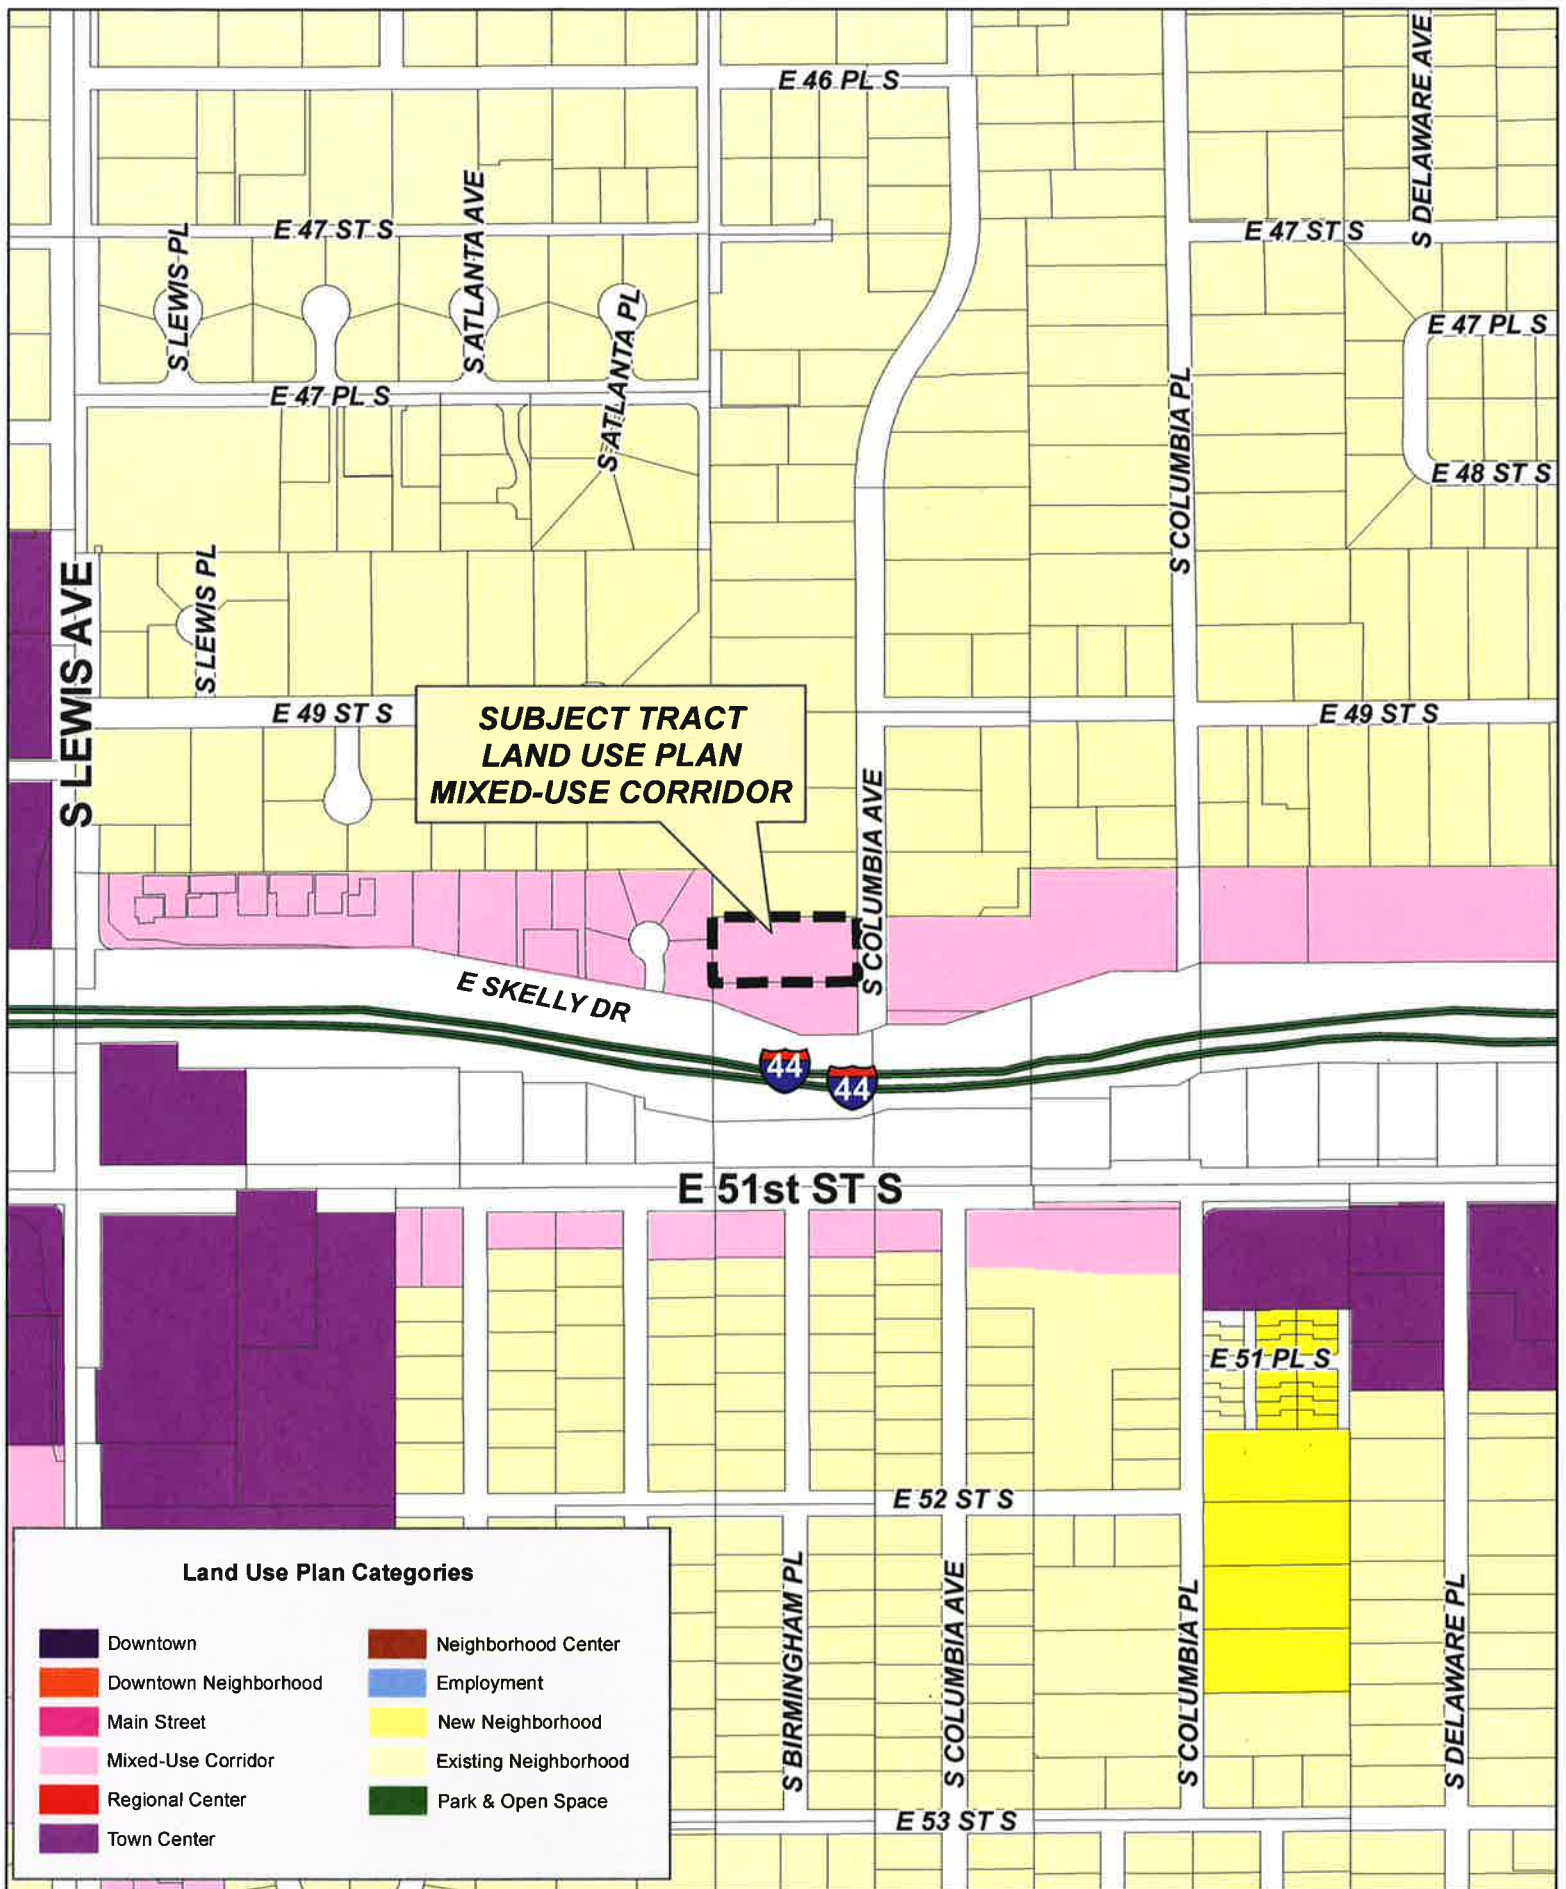 E 46 PL S
S DELAWARE AVE
E 47 ST S
S LEWIS PL
S ATLANTA AVE
E 47 ST S
S ATLANTA PL
E 47 PL S
E 47 PL S
S COLUMBIA PL
E 48 ST S
S LEWIS AVE
S LEWIS PL
E 49 ST S
SUBJECT TRACT
LAND USE PLAN
MIXED-USE CORRIDOR
E 49 ST S
S COLUMBIA AVE
E SKELLY DR
44
44
E 51st ST S
E 51 PL S
E 52 ST S
S BIRMINGHAM PL
S COLUMBIA AVE
S COLUMBIA PL
S DELAWARE PL
E 53 ST S
Land Use Plan Categories
Downtown
Downtown Neighborhood
Main Street
Mixed-Use Corridor
Regional Center
Town Center
Neighborhood Center
Employment
New Neighborhood
Existing Neighborhood
Park & Open Space